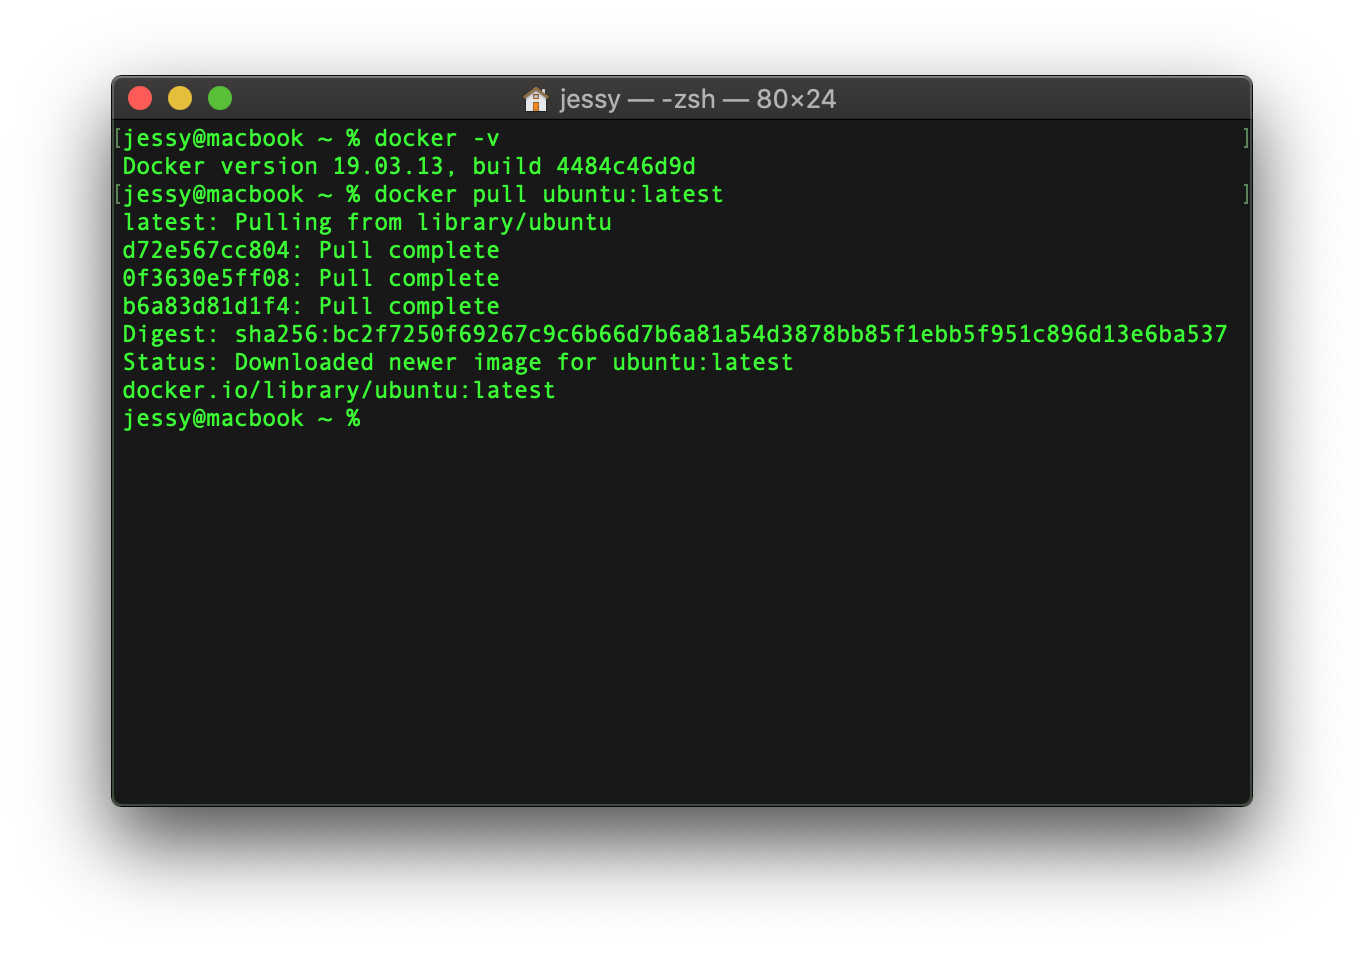 jessy — -zsh — 80×24
[jessy@macbook ~ % docker -v ]
Docker version 19.03.13, build 4484c46d9d
[jessy@macbook ~ % docker pull ubuntu:latest ]
latest: Pulling from library/ubuntu
d72e567cc804: Pull complete
0f3630e5ff08: Pull complete
b6a83d81d1f4: Pull complete
Digest: sha256:bc2f7250f69267c9c6b66d7b6a81a54d3878bb85f1ebb5f951c896d13e6ba537
Status: Downloaded newer image for ubuntu:latest
docker.io/library/ubuntu:latest
jessy@macbook ~ %